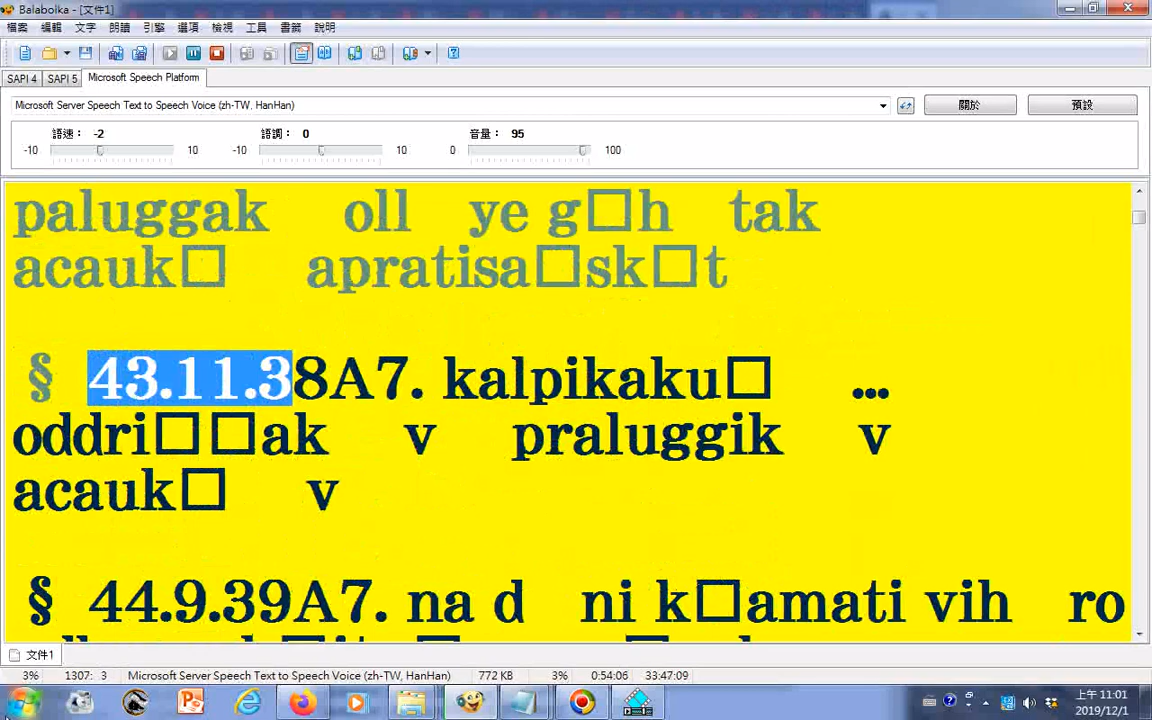 Balabolka - [文件1]
檔案 編輯 文字 朗讀 引擎 選項 檢視 工具 書籤 說明
SAPI 4 SAPI 5 Microsoft Speech Platform
Microsoft Server Speech Text to Speech Voice (zh-TW, HanHan) 關於 預設
語速： -2 語調： 0 音量： 95
-10 10 -10 10 0 100
paluggak oll ye g□h tak
acauk□ apratisa□sk□t
§ 43.11.38A7. kalpikaku□ ...
oddri□□ak v praluggik v
acauk□ v
§ 44.9.39A7. na d ni k□amati vih ro
文件1
3% 1307: 3 Microsoft Server Speech Text to Speech Voice (zh-TW, HanHan) 772 KB 3% 0:54:06 33:47:09
上午 11:01
2019/12/1